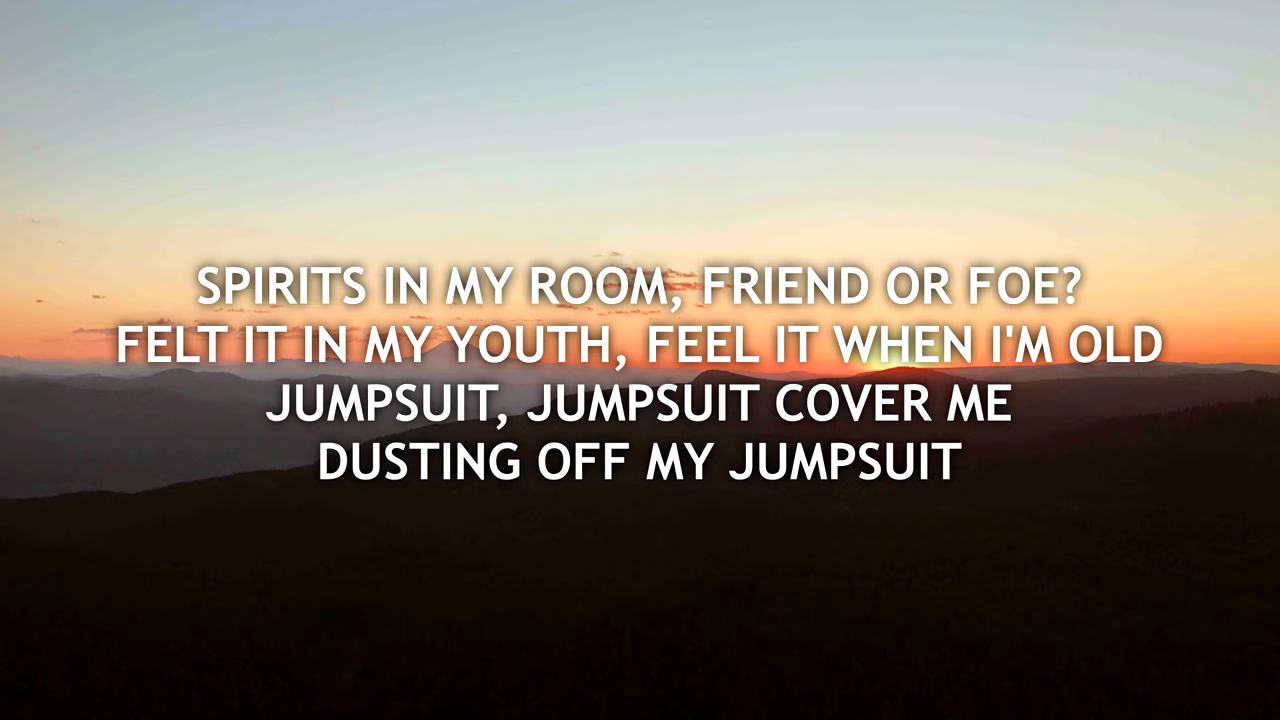 SPIRITS IN MY ROOM, FRIEND OR FOE?
FELT IT IN MY YOUTH, FEEL IT WHEN I'M OLD
JUMPSUIT, JUMPSUIT COVER ME
DUSTING OFF MY JUMPSUIT